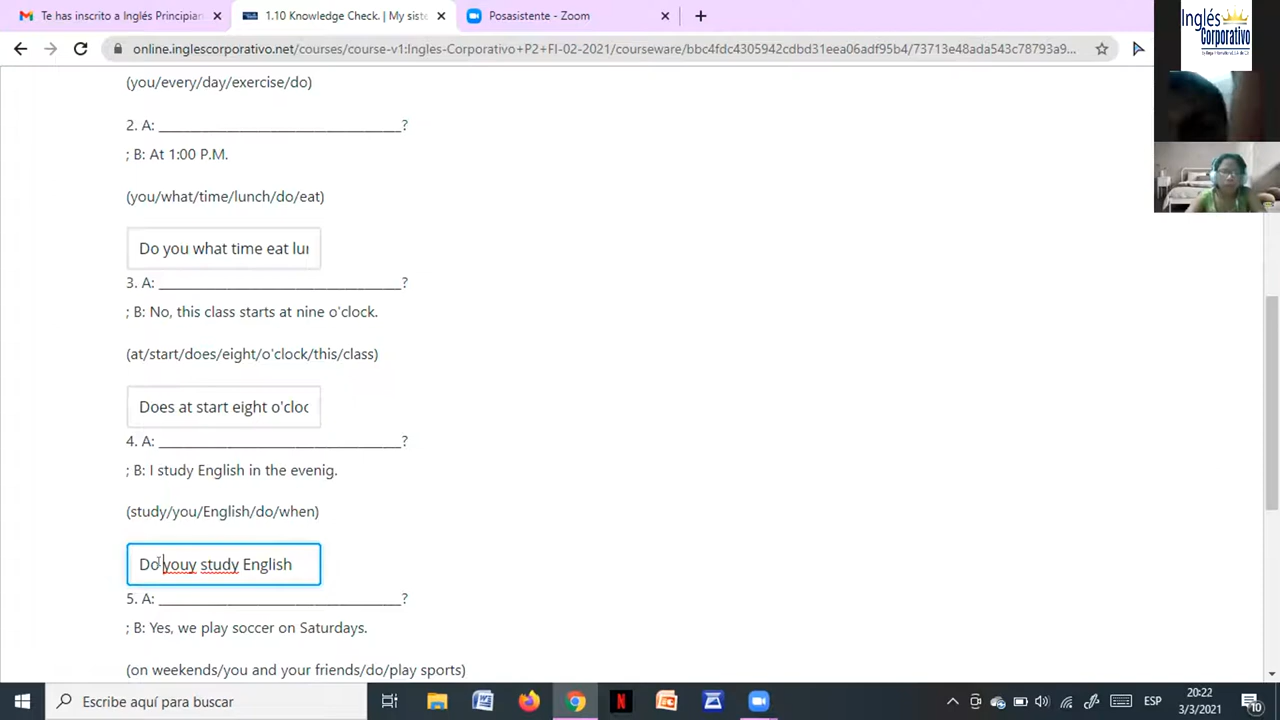 Te has inscrito a Inglés Principian
1.10 Knowledge Check. | My siste
Posasistente - Zoom
online.inglescorporativo.net/courses/course-v1:Ingles-Corporativo+P2+FI-02-2021/courseware/bbc4fdc4305942cdbd31eea06adf95b4/73713e48ada543c78793a9...
Inglés
Corporativo
(you/every/day/exercise/do)
2. A: ________________________________?
; B: At 1:00 P.M.
(you/what/time/lunch/do/eat)
Do you what time eat lun
3. A: ________________________________?
; B: No, this class starts at nine o'clock.
(at/start/does/eight/o'clock/this/class)
Does at start eight o'cloc
4. A: ________________________________?
; B: I study English in the evenig.
(study/you/English/do/when)
Do youy study English
5. A: ________________________________?
; B: Yes, we play soccer on Saturdays.
(on weekends/you and your friends/do/play sports)
Escribe aquí para buscar
ESP
20:22
3/3/2021
10